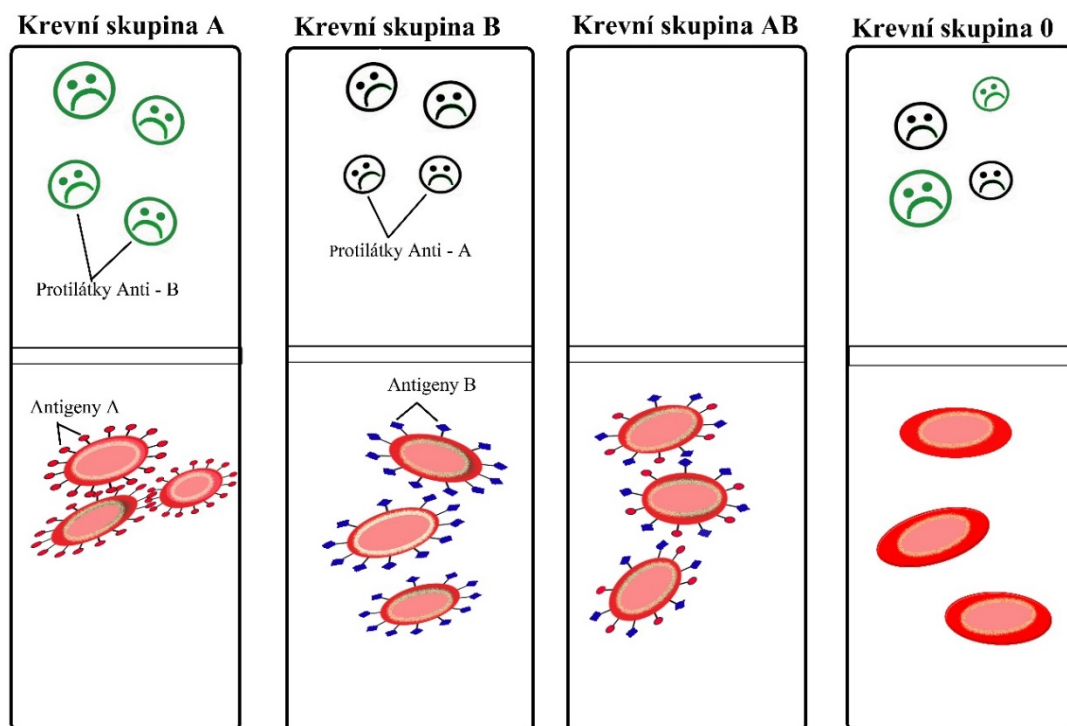 Krevní skupina A
Krevní skupina B
Krevní skupina AB
Krevní skupina 0
Protilátky Anti - B
Protilátky Anti - A
Antigeny A
Antigeny B